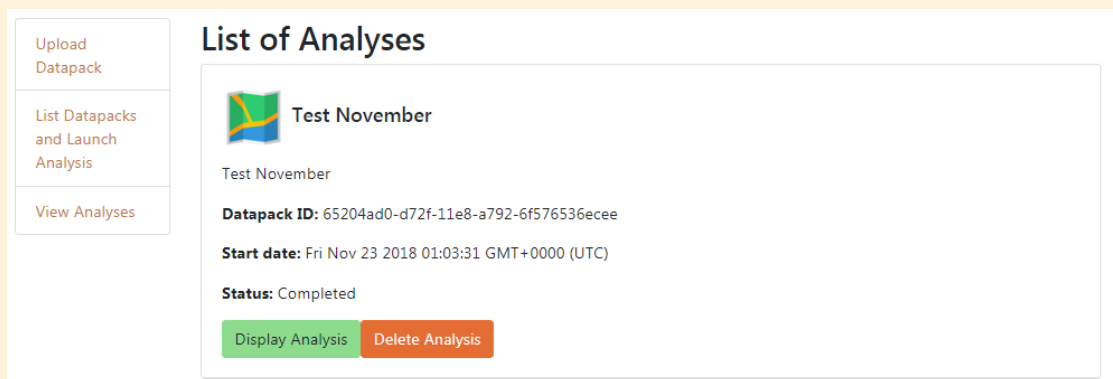 Upload
Datapack
List Datapacks
and Launch
Analysis
View Analyses
List of Analyses
Test November
Test November
Datapack ID: 65204ad0-d72f-11e8-a792-6f576536ecee
Start date: Fri Nov 23 2018 01:03:31 GMT+0000 (UTC)
Status: Completed
Display Analysis Delete Analysis